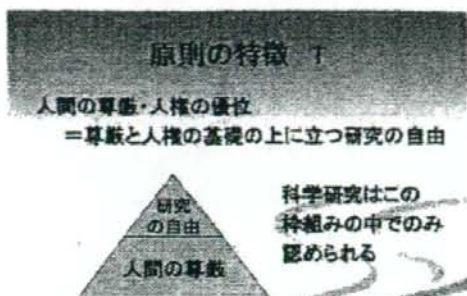 原則の特徴 1
人間の尊厳・人権の優位
＝尊厳と人権の基礎の上に立つ研究の自由
研究
の自由
人間の尊厳
科学研究はこの
枠組みの中でのみ
認められる